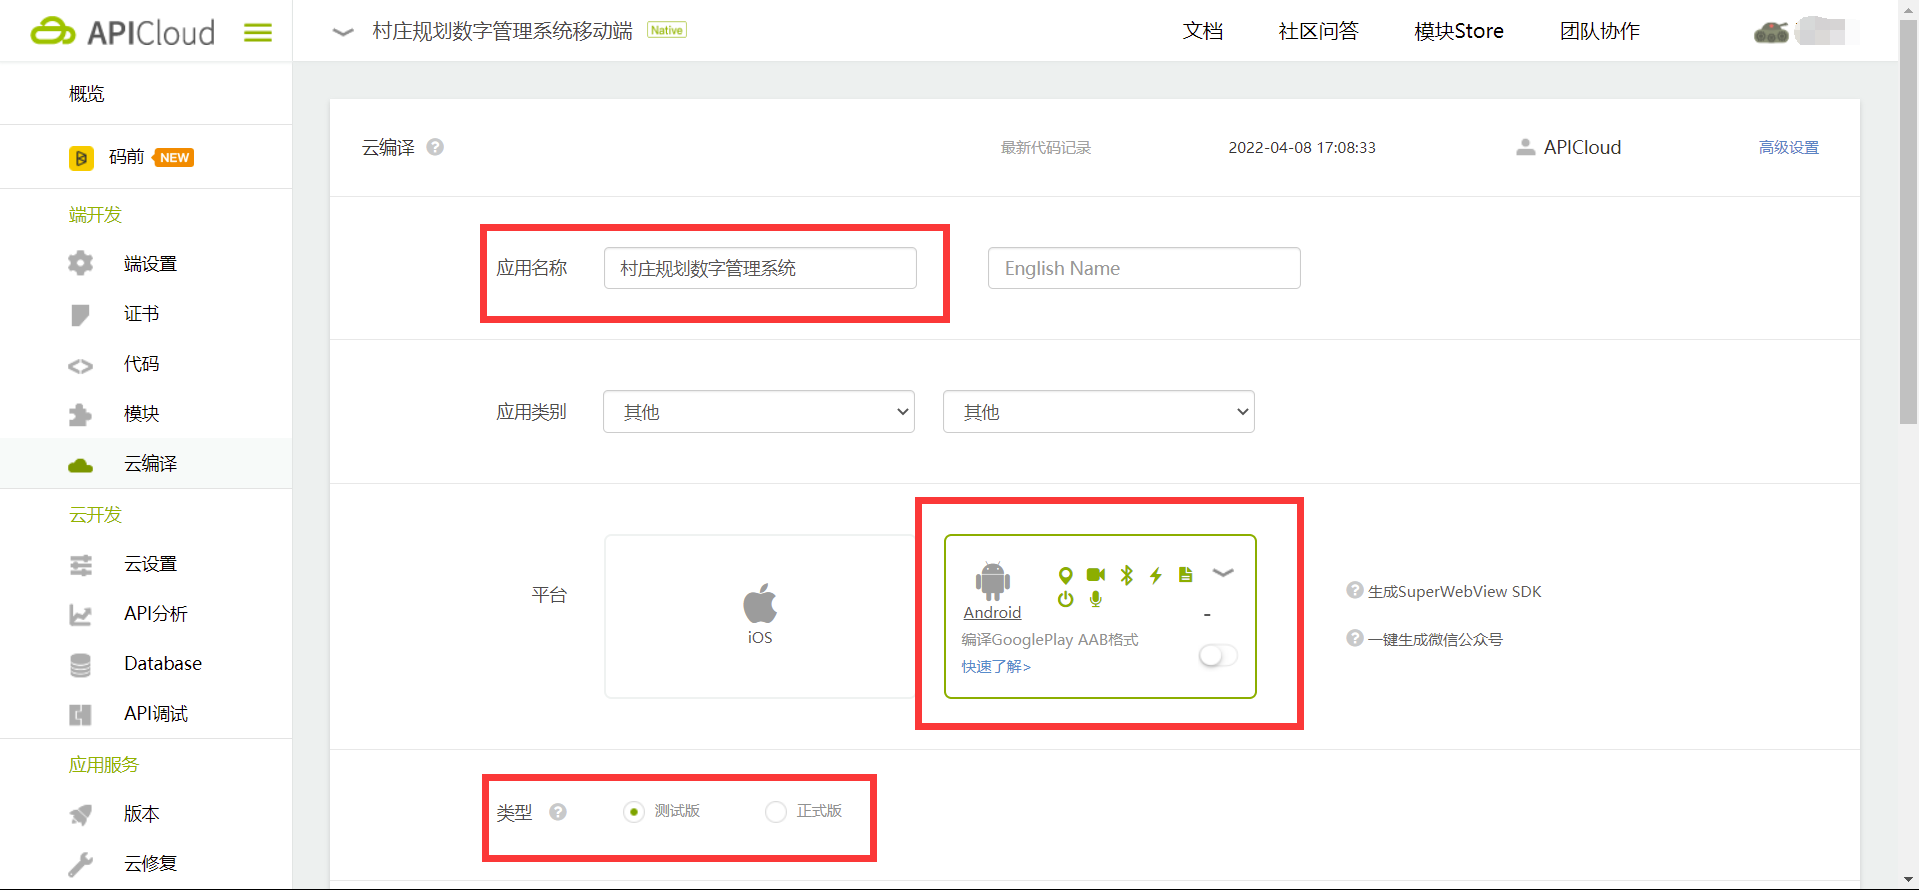 APICloud
村庄规划数字管理系统移动端 Native
文档 社区问答 模块Store 团队协作
概览
码前 NEW
端开发
端设置
证书
代码
模块
云编译
云开发
云设置
API分析
Database
API调试
应用服务
版本
云修复
云编译 ? 最新代码记录 2022-04-08 17:08:33 APICloud 高级设置
应用名称 村庄规划数字管理系统 English Name
应用类别 其他 其他
平台
iOS
Android
-
编译GooglePlay AAB格式
快速了解>
? 生成SuperWebView SDK
? 一键生成微信公众号
类型 ? 测试版 正式版